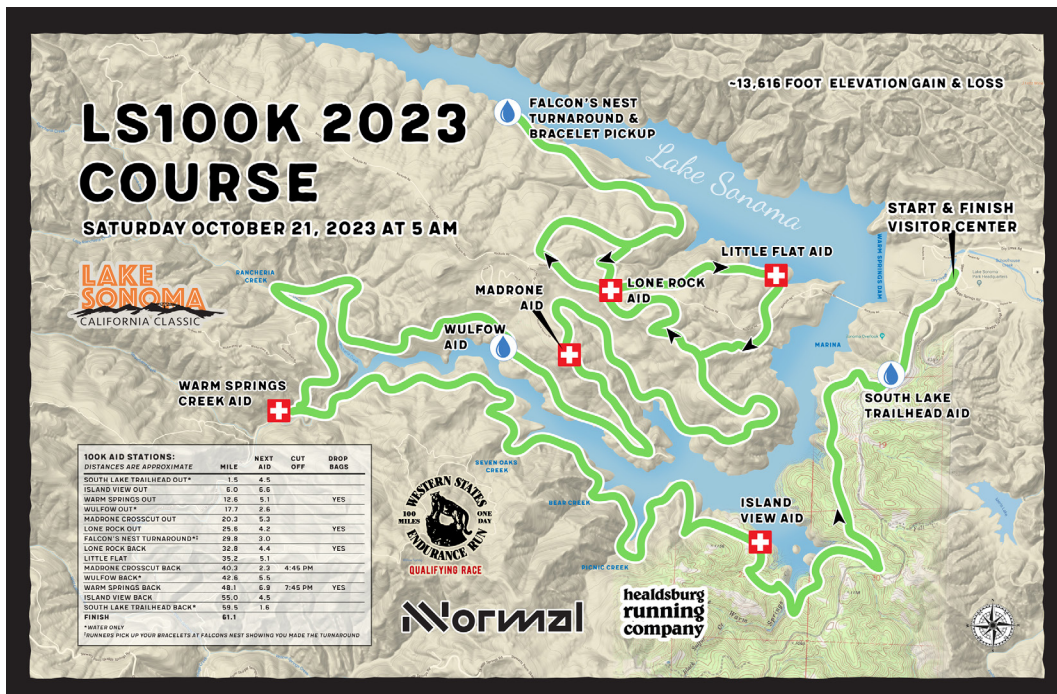 ~13,616 FOOT ELEVATION GAIN & LOSS
LS100K 2023
COURSE
SATURDAY OCTOBER 21, 2023 AT 5 AM
FALCON'S NEST
TURNAROUND &
BRACELET PICKUP
Lake Sonoma
START & FINISH
VISITOR CENTER
WARM SPRINGS DAM
LITTLE FLAT AID
LONE ROCK
AID
MADRONE
AID
WULFOW
AID
RANCHERIA
CREEK
LAKE
SONOMA
CALIFORNIA CLASSIC
MARINA
WARM SPRINGS
CREEK AID
SOUTH LAKE
TRAILHEAD AID
SEVEN OAKS
CREEK
BEAR CREEK
PICNIC CREEK
ISLAND
VIEW AID
100K AID STATIONS:
DISTANCES ARE APPROXIMATE MILE NEXT AID CUT OFF DROP BAGS
SOUTH LAKE TRAILHEAD OUT* 1.5 4.5
ISLAND VIEW OUT 6.0 6.6
WARM SPRINGS OUT 12.6 5.1 YES
WULFOW OUT* 17.7 2.6
MADRONE CROSSCUT OUT 20.3 5.3
LONE ROCK OUT 25.6 4.2 YES
FALCON'S NEST TURNAROUND*‡ 29.8 3.0
LONE ROCK BACK 32.8 4.4 YES
LITTLE FLAT 35.2 5.1
MADRONE CROSSCUT BACK 40.3 2.3 4:45 PM
WULFOW BACK* 42.6 5.5
WARM SPRINGS BACK 48.1 6.9 7:45 PM YES
ISLAND VIEW BACK 55.0 4.5
SOUTH LAKE TRAILHEAD BACK* 59.5 1.6
FINISH 61.1
*WATER ONLY
‡RUNNERS PICK UP YOUR BRACELETS AT FALCONS NEST SHOWING YOU MADE THE TURNAROUND
WESTERN STATES
100 MILES ONE DAY
ENDURANCE RUN
QUALIFYING RACE
NNormal
healdsburg
running
company